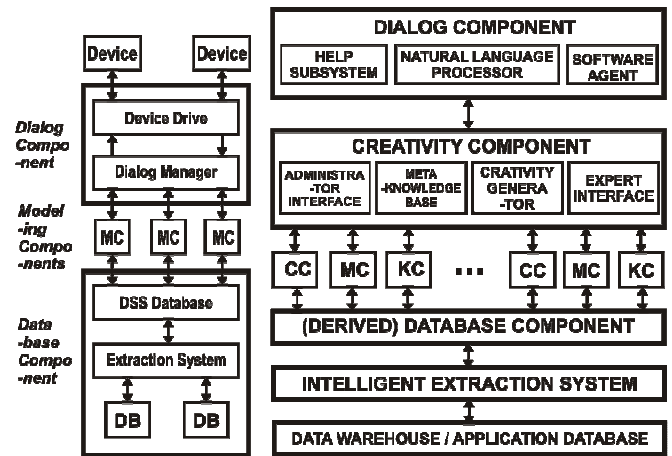 Device
Device
Device Drive
Dialog Manager
Dialog
Compo
-nent
Model
-ing Compo
-nents
MC
MC
MC
DSS Database
Extraction System
DB
DB
Data
-base
Compo
-nent
DIALOG COMPONENT
HELP
SUBSYSTEM
NATURAL LANGUAGE
PROCESSOR
SOFTWARE
AGENT
CREATIVITY COMPONENT
ADMINISTRA
-TOR
INTERFACE
META
-KNOWLEDGE
BASE
CRATIVITY
GENERA
-TOR
EXPERT
INTERFACE
CC
MC
KC
...
CC
MC
KC
(DERIVED) DATABASE COMPONENT
INTELLIGENT EXTRACTION SYSTEM
DATA WAREHOUSE / APPLICATION DATABASE